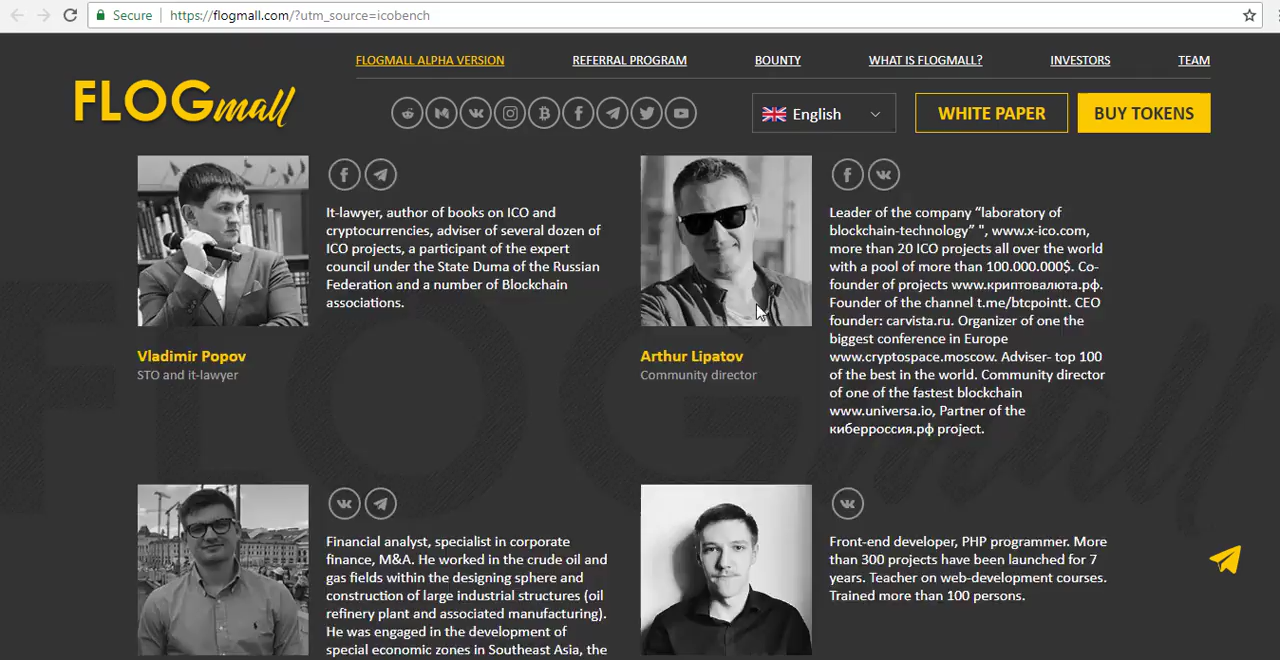 Secure
https://flogmall.com/?utm_source=icobench
FLOGMALL ALPHA VERSION
REFERRAL PROGRAM
BOUNTY
WHAT IS FLOGMALL?
INVESTORS
TEAM
FLOGmall
English
WHITE PAPER
BUY TOKENS
It-lawyer, author of books on ICO and
cryptocurrencies, adviser of several dozen of
ICO projects, a participant of the expert
council under the State Duma of the Russian
Federation and a number of Blockchain
associations.
Vladimir Popov
STO and it-lawyer
Leader of the company “laboratory of
blockchain-technology” ", www.x-ico.com,
more than 20 ICO projects all over the world
with a pool of more than 100.000.000$. Co-
founder of projects www.криптовалюта.рф.
Founder of the channel t.me/btcpointt. CEO
founder: carvista.ru. Organizer of one the
biggest conference in Europe
www.cryptospace.moscow. Adviser- top 100
of the best in the world. Community director
of one of the fastest blockchain
www.universa.io, Partner of the
киберроссия.рф project.
Arthur Lipatov
Community director
Financial analyst, specialist in corporate
finance, M&A. He worked in the crude oil and
gas fields within the designing sphere and
construction of large industrial structures (oil
refinery plant and associated manufacturing).
He was engaged in the development of
special economic zones in Southeast Asia, the
Front-end developer, PHP programmer. More
than 300 projects have been launched for 7
years. Teacher on web-development courses.
Trained more than 100 persons.